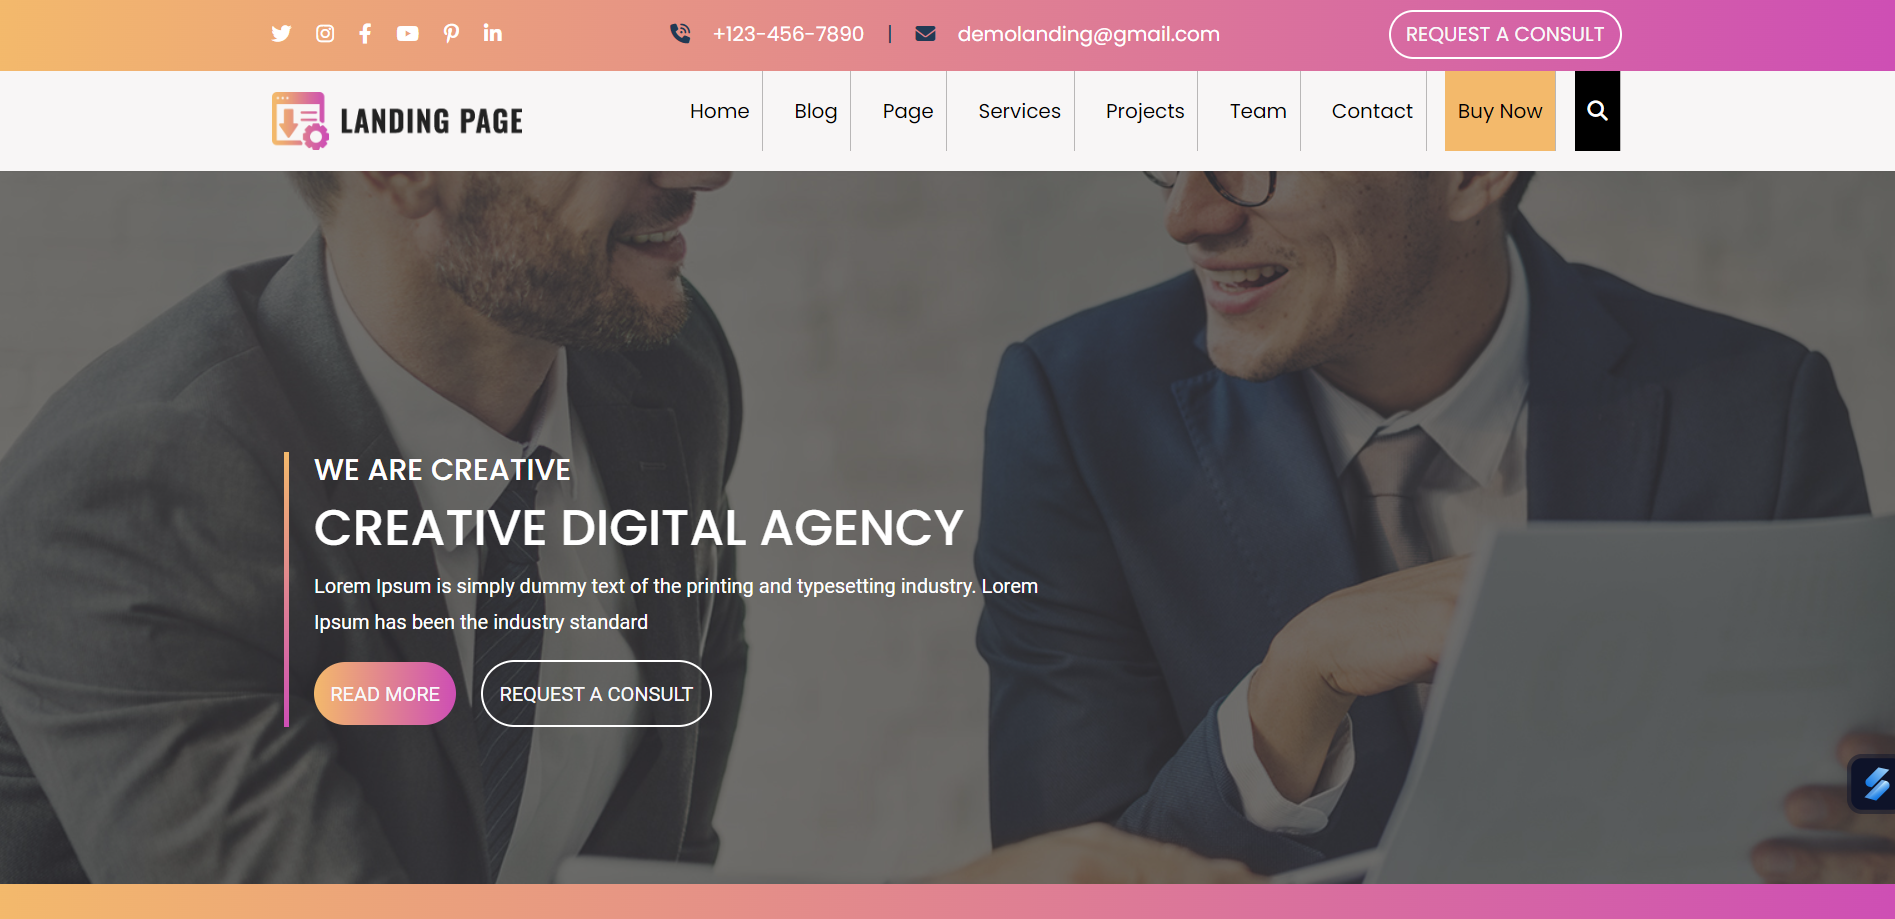 +123-456-7890 | demolanding@gmail.com REQUEST A CONSULT
LANDING PAGE Home Blog Page Services Projects Team Contact Buy Now
WE ARE CREATIVE
CREATIVE DIGITAL AGENCY
Lorem Ipsum is simply dummy text of the printing and typesetting industry. Lorem
Ipsum has been the industry standard
READ MORE REQUEST A CONSULT